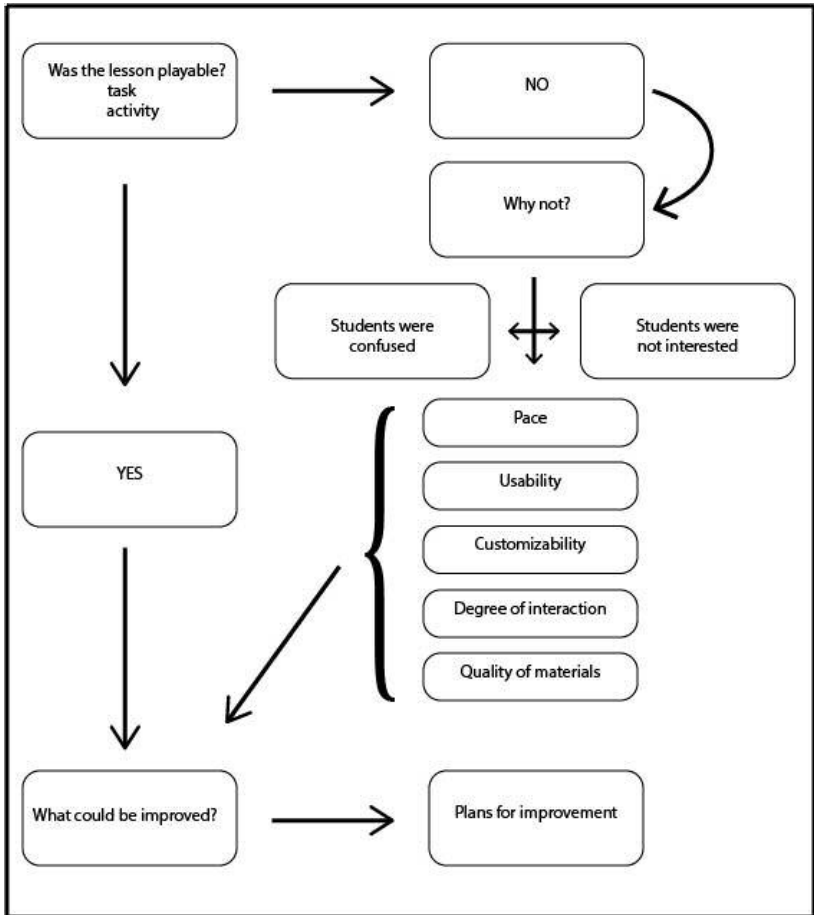 Was the lesson playable?
task
activity
NO
Why not?
Students were
confused
Students were
not interested
Pace
Usability
Customizability
Degree of interaction
Quality of materials
YES
What could be improved?
Plans for improvement